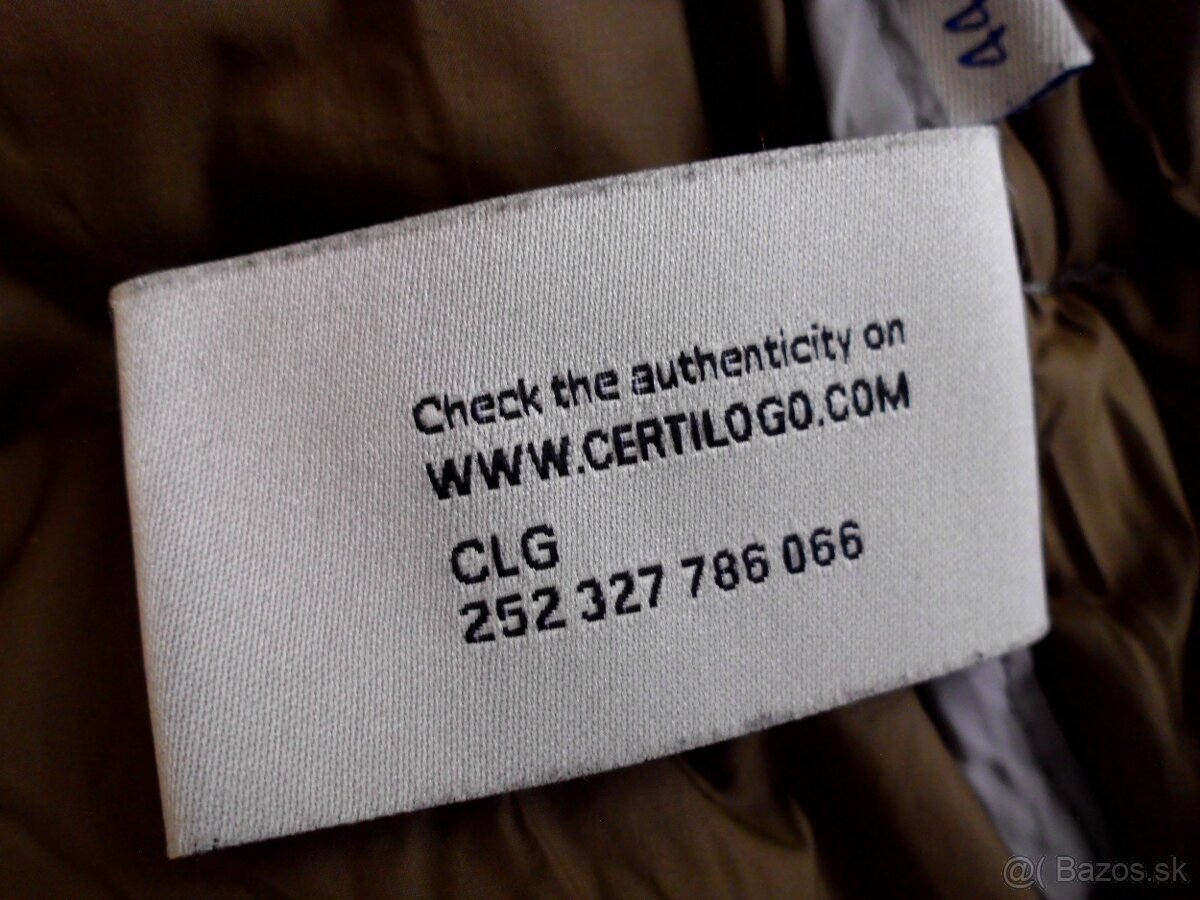 Check the authenticity on
WWW.CERTILOGO.COM
CLG
252 327 786 066
@( Bazos.sk